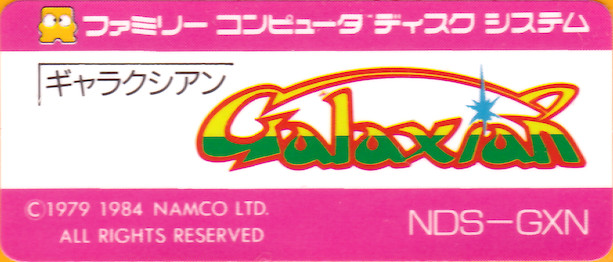 ファミリー コンピュータ ディスク システム
ギャラクシアン
Galaxian
©1979 1984 NAMCO LTD.
ALL RIGHTS RESERVED
NDS-GXN